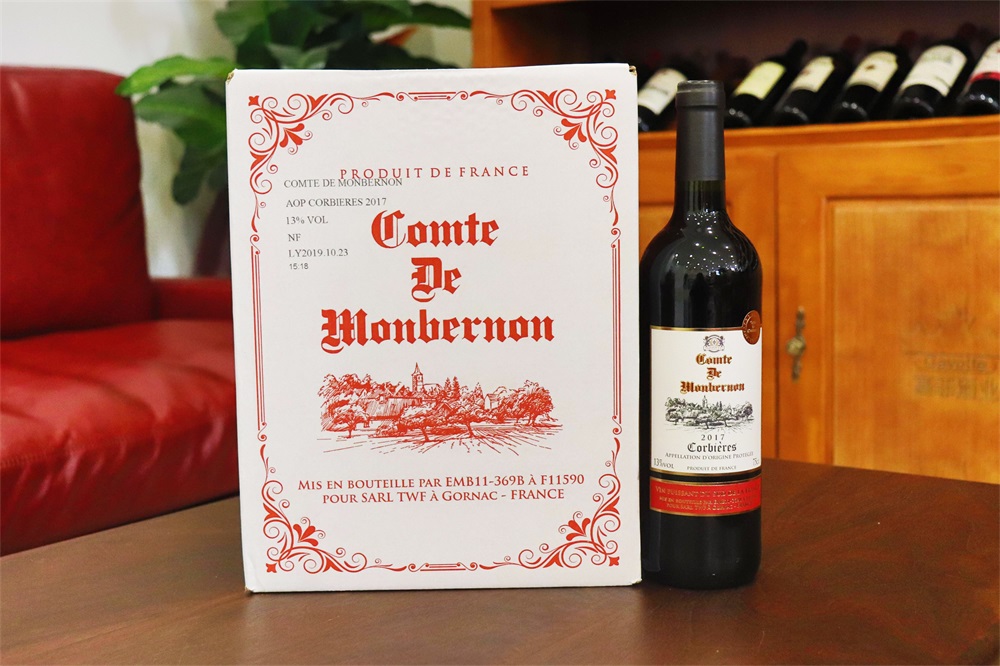 PRODUIT DE FRANCE
COMTE DE MONBERNON
AOP CORBIERES 2017
13% VOL
NF
LY2019.10.23
15:18
Comte
De
Monbernon
MIS EN BOUTEILLE PAR EMB11-369B À F11590
POUR SARL TWF À GORNAC - FRANCE
Comte
De
Monbernon
2017
Corbières
APPELLATION D'ORIGINE PROTÉGÉE
13%VOL
PRODUIT DE FRANCE